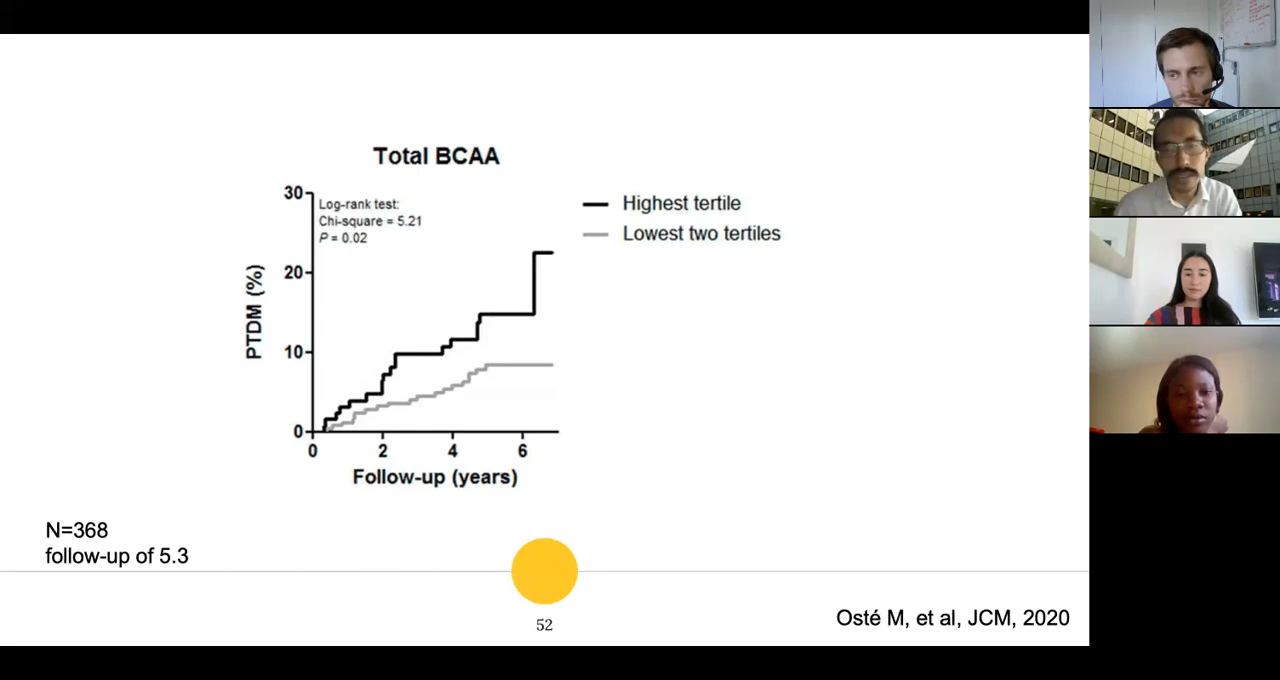 Total BCAA
30
Log-rank test:
Chi-square = 5.21
P = 0.02
20
10
0
PTDM (%)
0 2 4 6
Follow-up (years)
Highest tertile
Lowest two tertiles
N=368
follow-up of 5.3
52
Osté M, et al, JCM, 2020